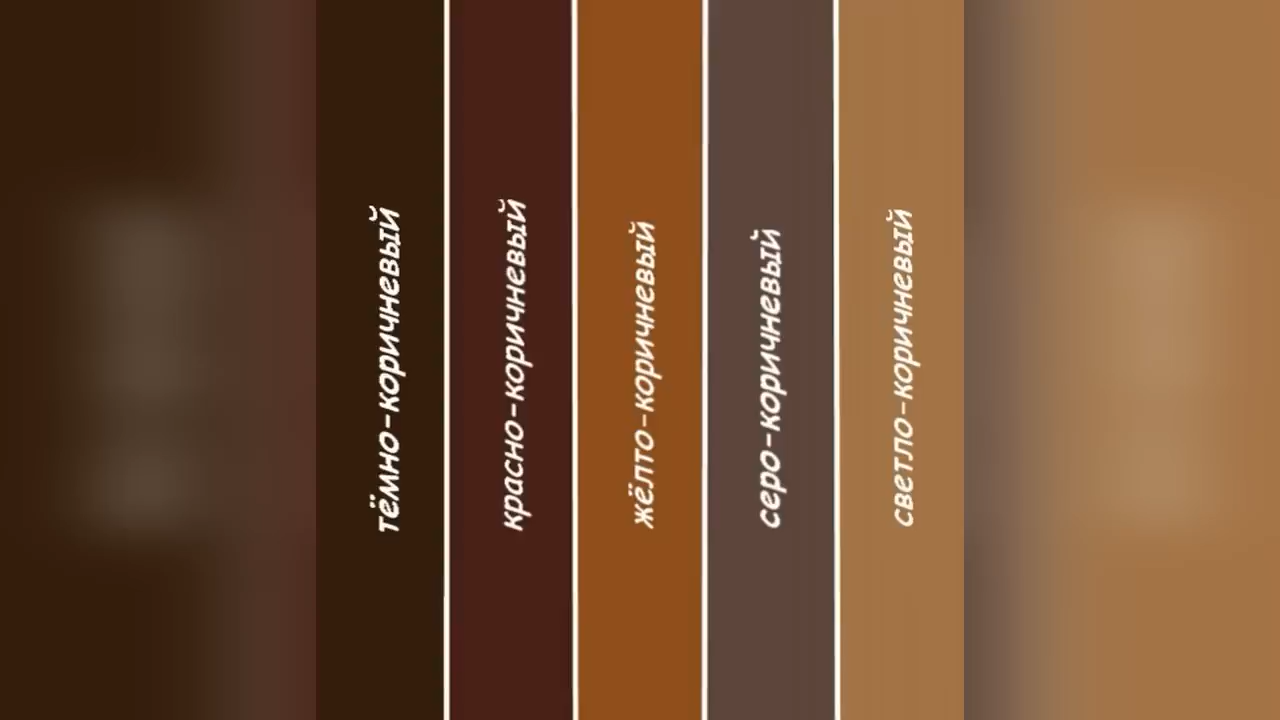 тёмно-коричневый
красно-коричневый
жёлто-коричневый
серо-коричневый
светло-коричневый